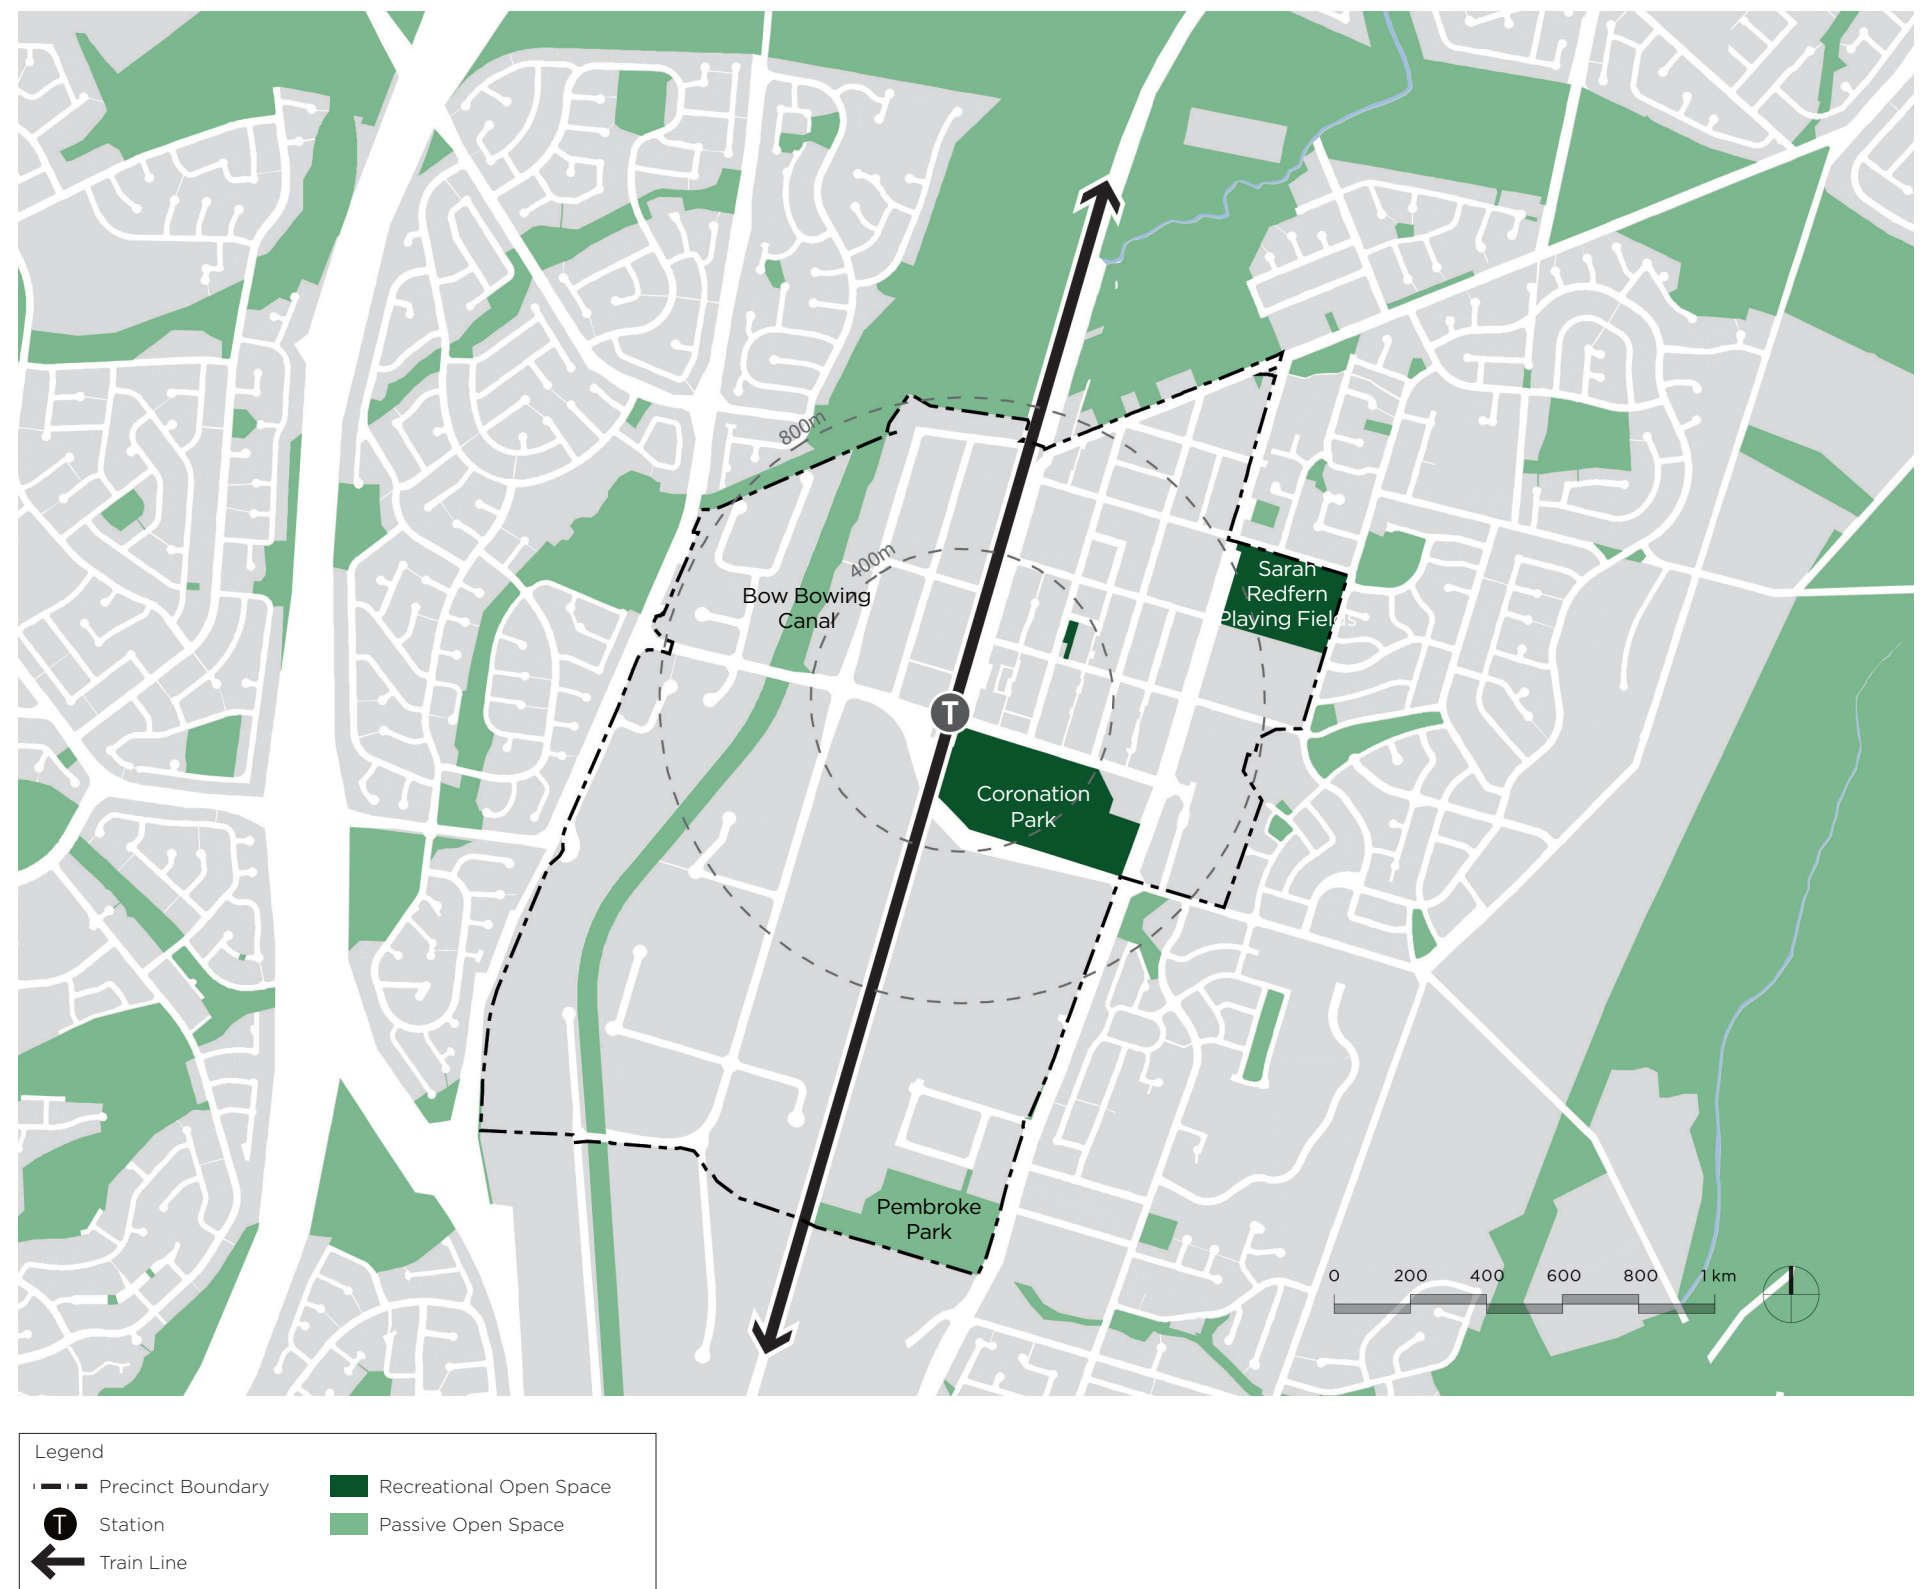 800m
400m
Bow Bowing
Canal
Sarah
Redfern
Playing Fields
T
Coronation
Park
Pembroke
Park
0 200 400 600 800 1 km
Legend
Precinct Boundary
Recreational Open Space
T Station
Passive Open Space
Train Line